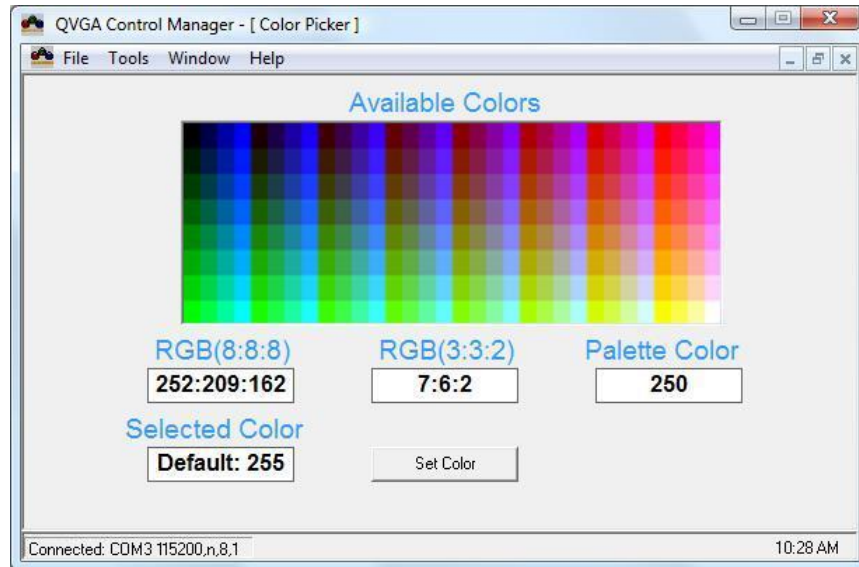 QVGA Control Manager - [ Color Picker ]
File Tools Window Help
Available Colors
RGB(8:8:8) RGB(3:3:2) Palette Color
252:209:162 7:6:2 250
Selected Color
Default: 255 Set Color
Connected: COM3 115200,n,8,1 10:28 AM